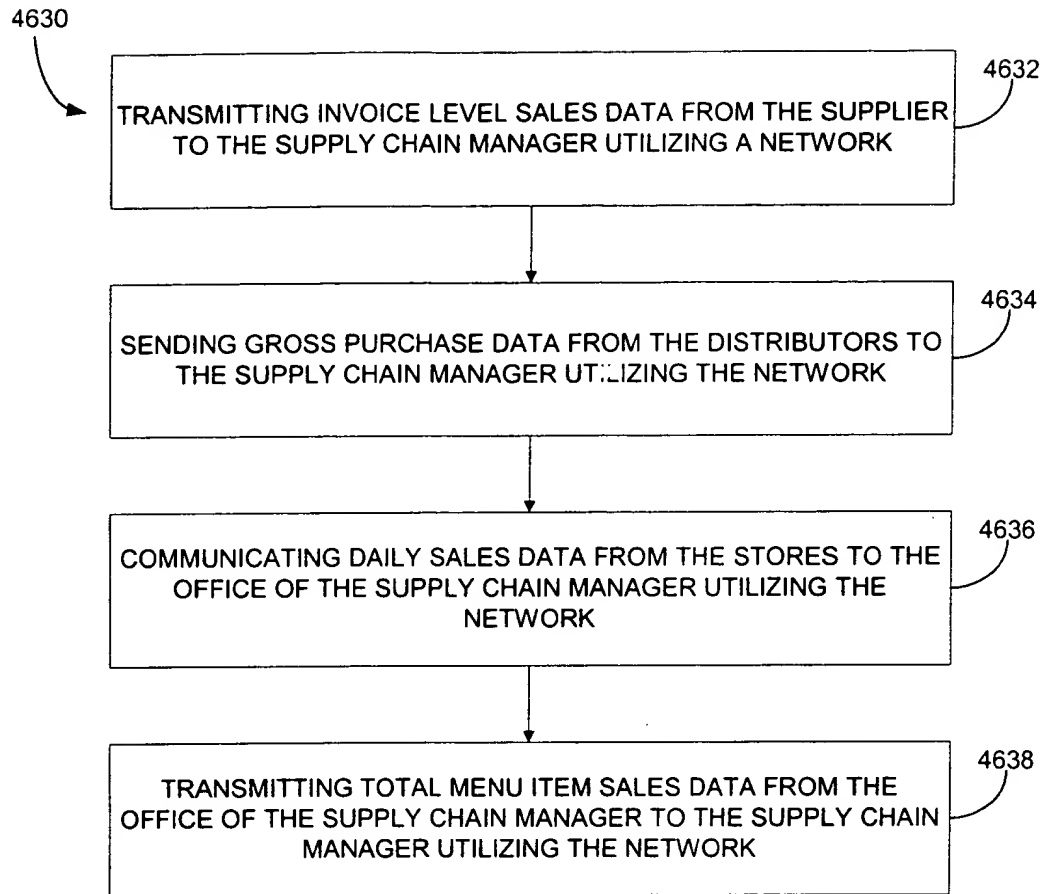 4630
4632
TRANSMITTING INVOICE LEVEL SALES DATA FROM THE SUPPLIER
TO THE SUPPLY CHAIN MANAGER UTILIZING A NETWORK
4634
SENDING GROSS PURCHASE DATA FROM THE DISTRIBUTORS TO
THE SUPPLY CHAIN MANAGER UTILIZING THE NETWORK
4636
COMMUNICATING DAILY SALES DATA FROM THE STORES TO THE
OFFICE OF THE SUPPLY CHAIN MANAGER UTILIZING THE
NETWORK
4638
TRANSMITTING TOTAL MENU ITEM SALES DATA FROM THE
OFFICE OF THE SUPPLY CHAIN MANAGER TO THE SUPPLY CHAIN
MANAGER UTILIZING THE NETWORK